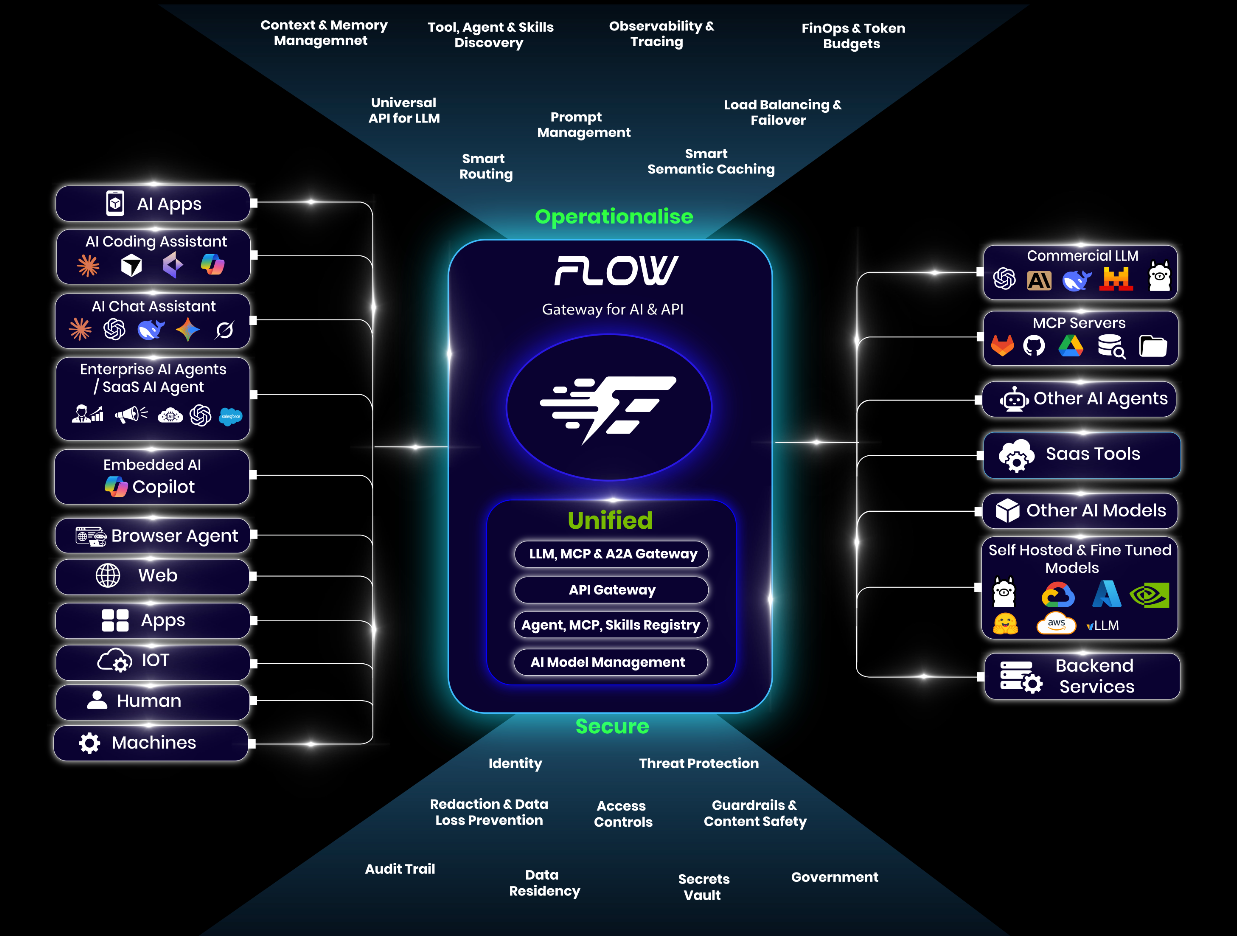 Context & Memory
Managemnet
Tool, Agent & Skills
Discovery
Observability &
Tracing
FinOps & Token
Budgets
Universal
API for LLM
Prompt
Management
Load Balancing &
Failover
Smart
Routing
Smart
Semantic Caching
Operationalise
AI Apps
AI Coding Assistant
AI Chat Assistant
Enterprise AI Agents
/ SaaS AI Agent
salesforce
Embedded AI
Copilot
Browser Agent
Web
Apps
IOT
Human
Machines
FLOW
Gateway for AI & API
Unified
LLM, MCP & A2A Gateway
API Gateway
Agent, MCP, Skills Registry
AI Model Management
Commercial LLM
AI
MCP Servers
Other AI Agents
Saas Tools
Other AI Models
Self Hosted & Fine Tuned
Models
aws
vLLM
Backend
Services
Secure
Identity
Threat Protection
Redaction & Data
Loss Prevention
Access
Controls
Guardrails &
Content Safety
Audit Trail
Data
Residency
Secrets
Vault
Government